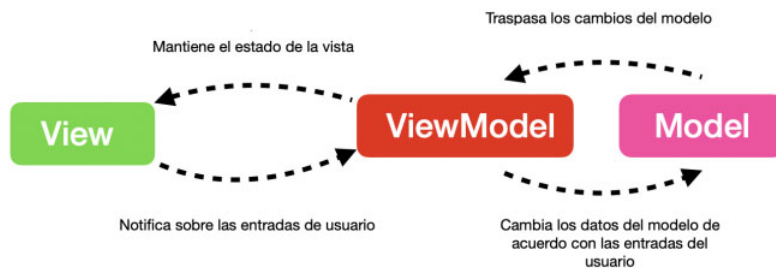 Traspasa los cambios del modelo
Mantiene el estado de la vista
View
ViewModel
Model
Notifica sobre las entradas de usuario
Cambia los datos del modelo de
acuerdo con las entradas del
usuario